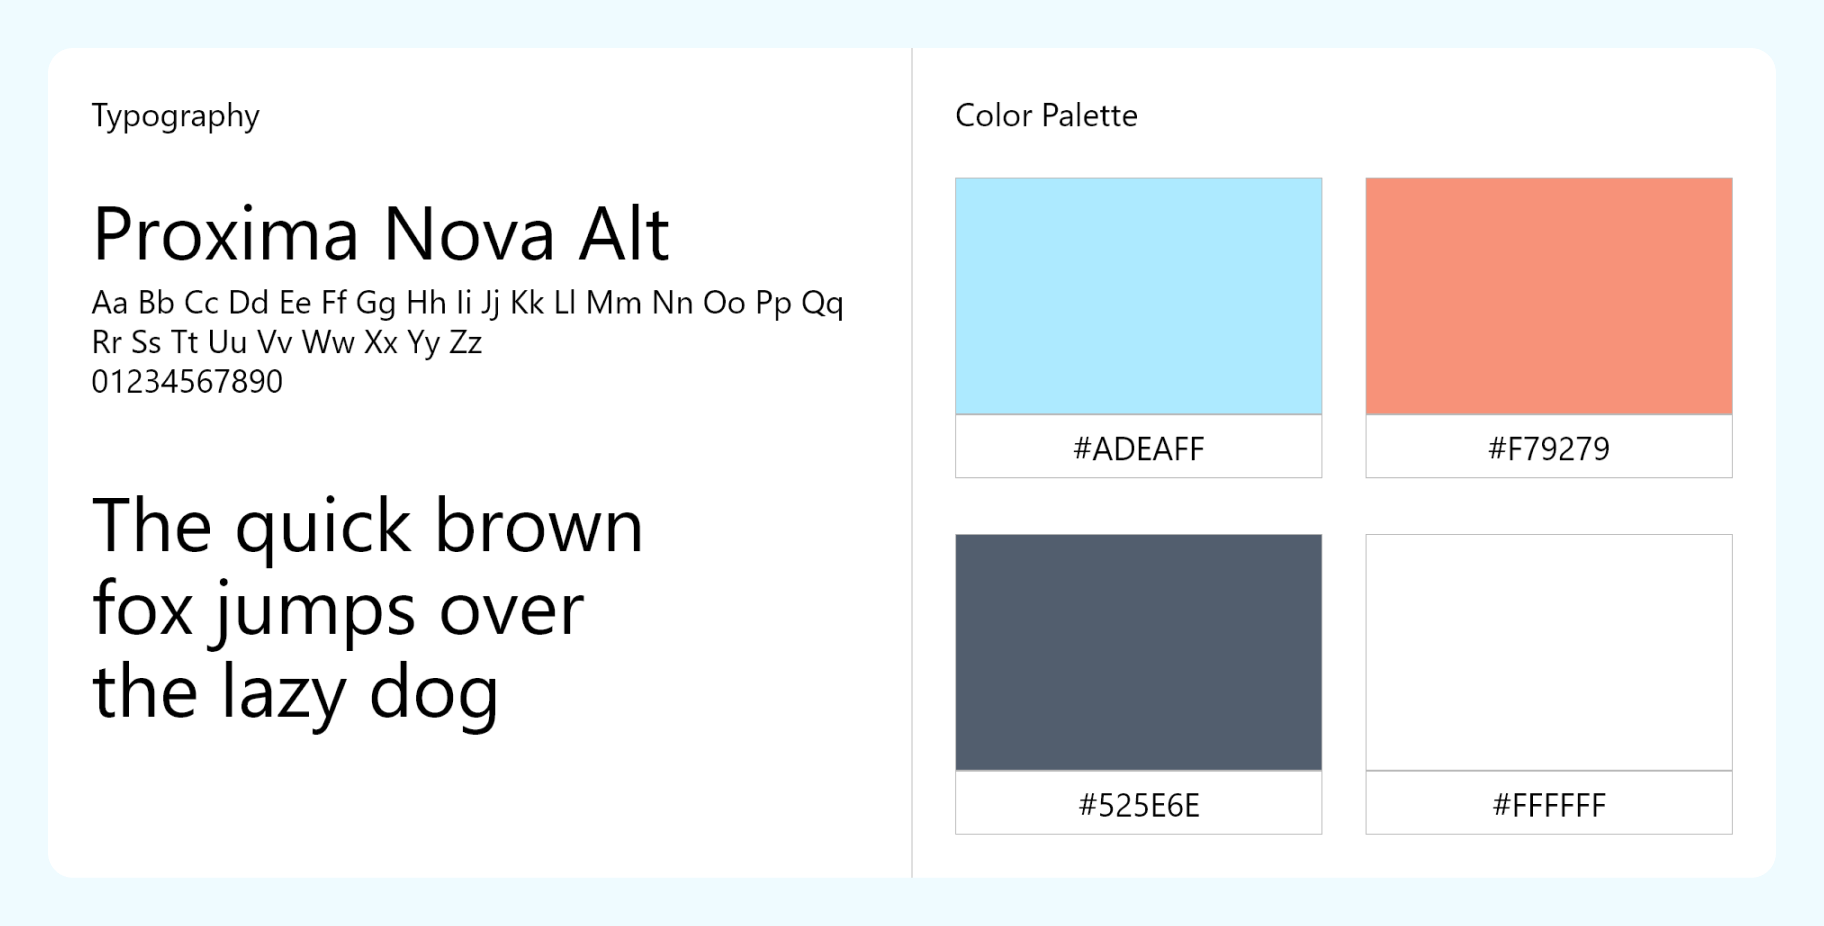 Typography
Proxima Nova Alt
Aa Bb Cc Dd Ee Ff Gg Hh Ii Jj Kk Ll Mm Nn Oo Pp Qq
Rr Ss Tt Uu Vv Ww Xx Yy Zz
01234567890
The quick brown
fox jumps over
the lazy dog
Color Palette
#ADEAFF
#F79279
#525E6E
#FFFFFF